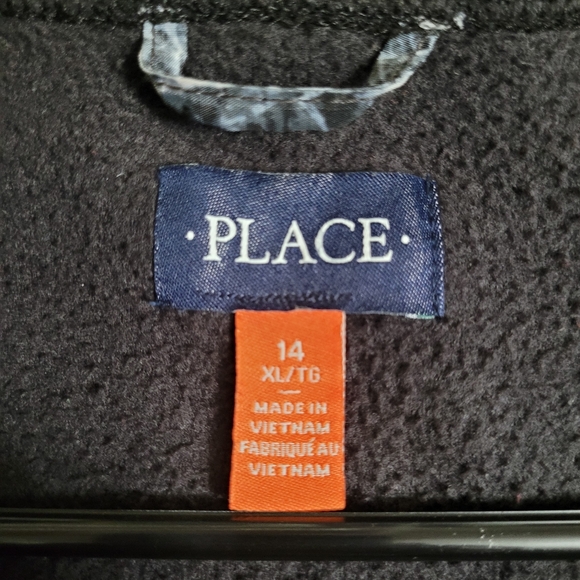 · PLACE ·
14
XL/TG
—
MADE IN
VIETNAM
FABRIQUÉ AU
VIETNAM